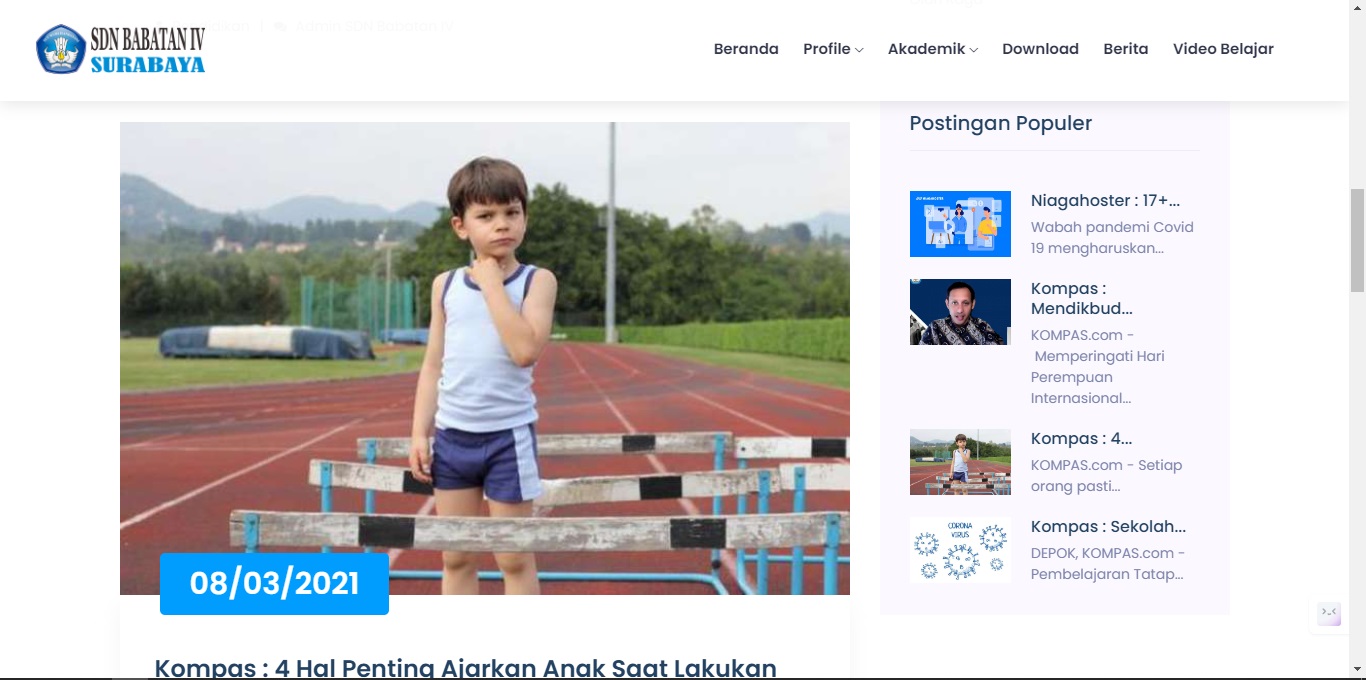 SDN BABATAN IV
SURABAYA
Beranda
Profile
Akademik
Download
Berita
Video Belajar
Admin SDN Babatan IV
Postingan Populer
Niagahoster : 17+...
Wabah pandemi Covid
19 mengharuskan...
Kompas :
Mendikbud...
KOMPAS.com -
Memperingati Hari
Perempuan
Internasional...
Kompas : 4...
KOMPAS.com - Setiap
orang pasti...
CORONA
VIRUS
Kompas : Sekolah...
DEPOK, KOMPAS.com -
Pembelajaran Tatap...
08/03/2021
Kompas : 4 Hal Penting Ajarkan Anak Saat Lakukan